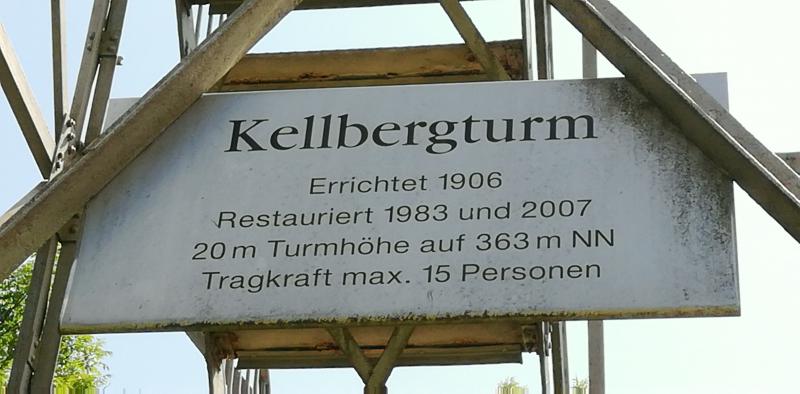 Kellbergturm
Errichtet 1906
Restauriert 1983 und 2007
20 m Turmhöhe auf 363 m NN
Tragkraft max. 15 Personen